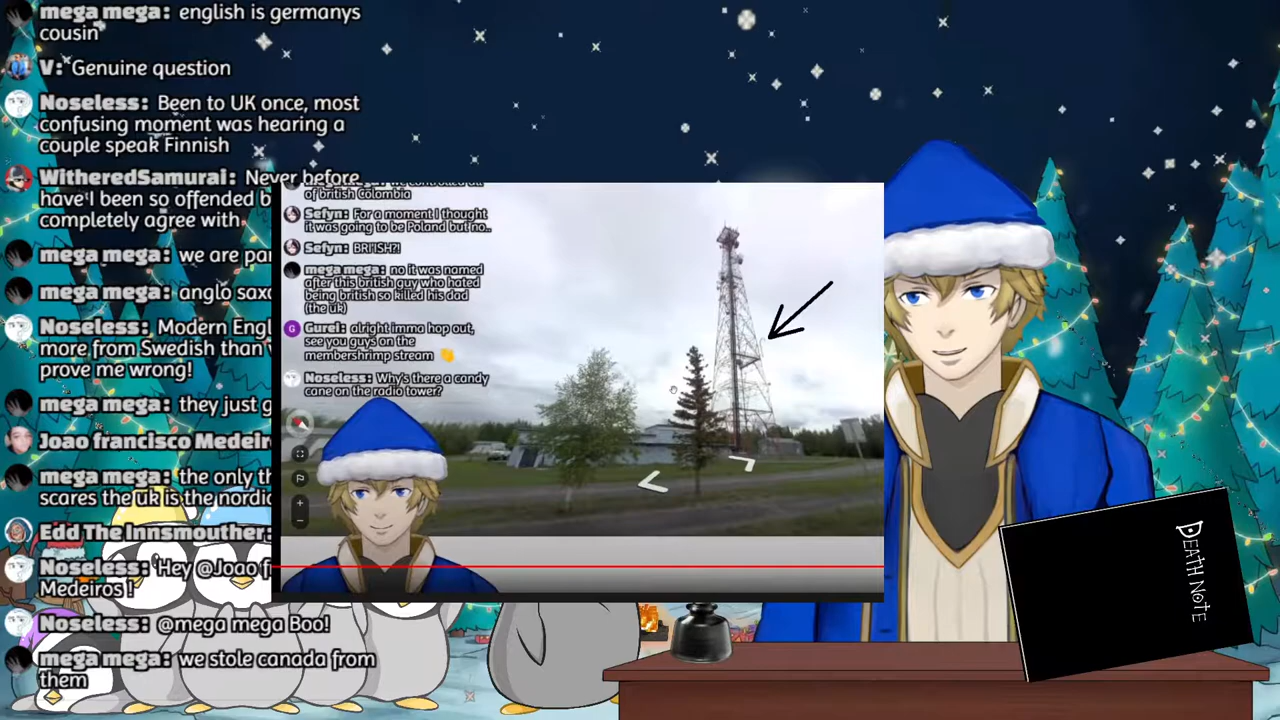 mega mega: english is germanys
cousin
V: Genuine question
Noseless: Been to UK once, most
confusing moment was hearing a
couple speak Finnish
WitheredSamurai: Never before
have I been so offended b
completely agree with
mega mega: we are par
mega mega: anglo saxo
Noseless: Modern Engl
more from Swedish than
prove me wrong!
mega mega: they just g
Joao francisco Medeiro
mega mega: the only th
scares the uk is the nordic
Edd The Innsmouther:
Noseless: Hey @Joao f
Medeiros !
Noseless: @mega mega Boo!
mega mega: we stole canada from
them
mega mega: we controlled all
of british Colombia
Sefyn: For a moment I thought
it was going to be Poland but no..
Sefyn: BRI'ISH?!
mega mega: no it was named
after this british guy who hated
being british so killed his dad
(the uk)
G
Gurei: alright imma hop out,
see you guys on the
membershrimp stream
Noseless: Why's there a candy
cane on the radio tower?
DEATH NOTE